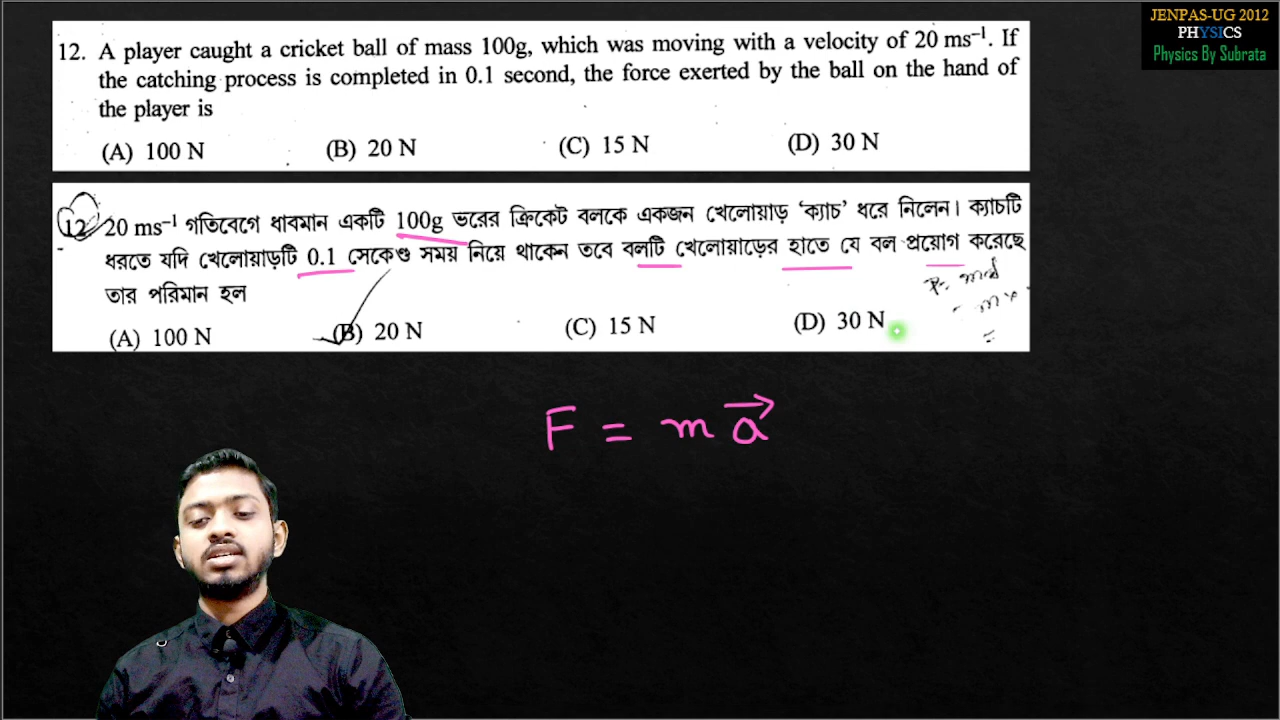 JENPAS-UG 2012
PHYSICS
Physics By Subrata
12. A player caught a cricket ball of mass 100g, which was moving with a velocity of 20 ms⁻¹. If
the catching process is completed in 0.1 second, the force exerted by the ball on the hand of
the player is
(A) 100 N (B) 20 N (C) 15 N (D) 30 N
12. 20 ms⁻¹ গতিবেগে ধাবমান একটি 100g ভরের ক্রিকেট বলকে একজন খেলোয়াড় ‘ক্যাচ’ ধরে নিলেন। ক্যাচটি
ধরতে যদি খেলোয়াড়টি 0.1 সেকেণ্ড সময় নিয়ে থাকেন তবে বলটি খেলোয়াড়ের হাতে যে বল প্রয়োগ করেছে
তার পরিমান হল
(A) 100 N (B) 20 N (C) 15 N (D) 30 N
F = m a⃗